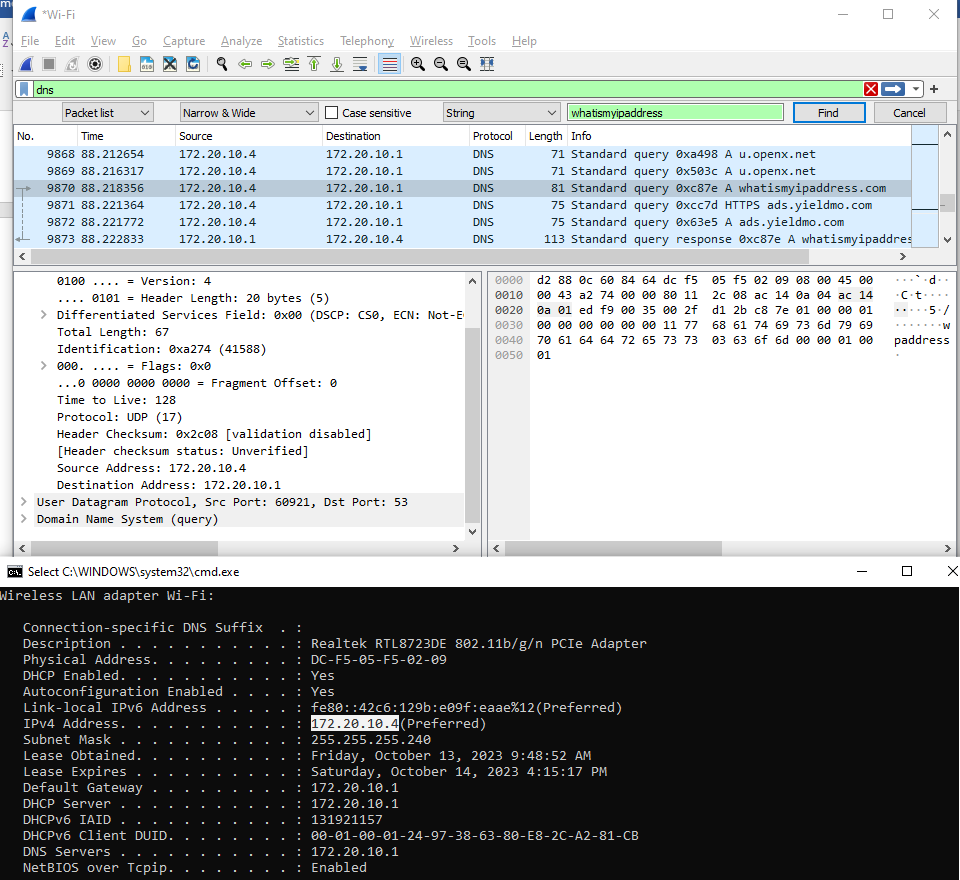 *Wi-Fi
File Edit View Go Capture Analyze Statistics Telephony Wireless Tools Help
dns
Packet list Narrow & Wide Case sensitive String whatismyipaddress Find Cancel
No. Time Source Destination Protocol Length Info
9868 88.212654 172.20.10.4 172.20.10.1 DNS 71 Standard query 0xa498 A u.openx.net
9869 88.216317 172.20.10.4 172.20.10.1 DNS 71 Standard query 0x503c A u.openx.net
9870 88.218356 172.20.10.4 172.20.10.1 DNS 81 Standard query 0xc87e A whatismyipaddress.com
9871 88.221364 172.20.10.4 172.20.10.1 DNS 75 Standard query 0xcc7d HTTPS ads.yieldmo.com
9872 88.221772 172.20.10.4 172.20.10.1 DNS 75 Standard query 0x63e5 A ads.yieldmo.com
9873 88.222833 172.20.10.1 172.20.10.4 DNS 113 Standard query response 0xc87e A whatismyipaddres
0100 .... = Version: 4
.... 0101 = Header Length: 20 bytes (5)
Differentiated Services Field: 0x00 (DSCP: CS0, ECN: Not-E
Total Length: 67
Identification: 0xa274 (41588)
000. .... = Flags: 0x0
...0 0000 0000 0000 = Fragment Offset: 0
Time to Live: 128
Protocol: UDP (17)
Header Checksum: 0x2c08 [validation disabled]
[Header checksum status: Unverified]
Source Address: 172.20.10.4
Destination Address: 172.20.10.1
User Datagram Protocol, Src Port: 60921, Dst Port: 53
Domain Name System (query)
0000 d2 88 0c 60 84 64 dc f5 05 f5 02 09 08 00 45 00 ···`·d··
0010 00 43 a2 74 00 00 80 11 2c 08 ac 14 0a 04 ac 14 ·C·t····
0020 0a 01 ed f9 00 35 00 2f d1 2b c8 7e 01 00 00 01 ·····5·/
0030 00 00 00 00 00 00 11 77 68 61 74 69 73 6d 79 69 ·······w
0040 70 61 64 64 72 65 73 73 03 63 6f 6d 00 00 01 00 paddress
0050 01 ·
Select C:\WINDOWS\system32\cmd.exe
Wireless LAN adapter Wi-Fi:
Connection-specific DNS Suffix . :
Description . . . . . . . . . . . : Realtek RTL8723DE 802.11b/g/n PCIe Adapter
Physical Address. . . . . . . . . : DC-F5-05-F5-02-09
DHCP Enabled. . . . . . . . . . . : Yes
Autoconfiguration Enabled . . . . : Yes
Link-local IPv6 Address . . . . . : fe80::42c6:129b:e09f:eaae%12(Preferred)
IPv4 Address. . . . . . . . . . . : 172.20.10.4(Preferred)
Subnet Mask . . . . . . . . . . . : 255.255.255.240
Lease Obtained. . . . . . . . . . : Friday, October 13, 2023 9:48:52 AM
Lease Expires . . . . . . . . . . : Saturday, October 14, 2023 4:15:17 PM
Default Gateway . . . . . . . . . : 172.20.10.1
DHCP Server . . . . . . . . . . . : 172.20.10.1
DHCPv6 IAID . . . . . . . . . . . : 131921157
DHCPv6 Client DUID. . . . . . . . : 00-01-00-01-24-97-38-63-80-E8-2C-A2-81-CB
DNS Servers . . . . . . . . . . . : 172.20.10.1
NetBIOS over Tcpip. . . . . . . . : Enabled